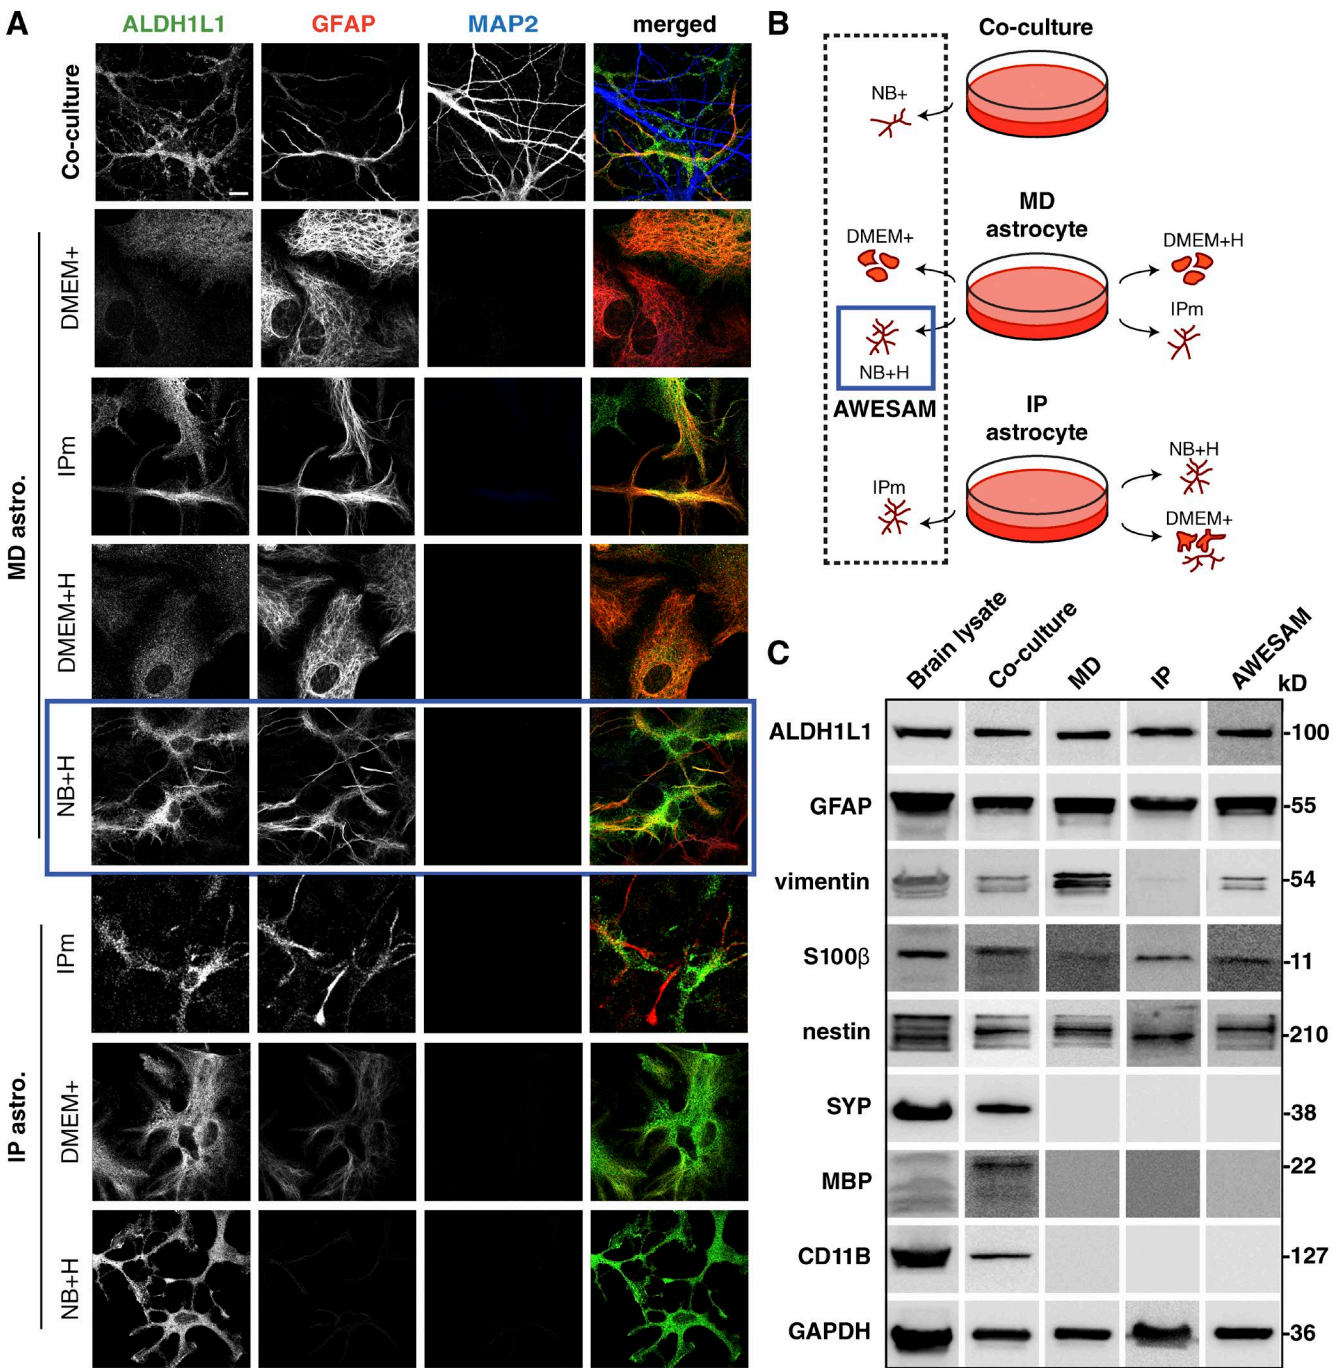 A
ALDH1L1 GFAP MAP2 merged
Co-culture
MD astro.
DMEM+
IPm
DMEM+H
NB+H
IP astro.
IPm
DMEM+
NB+H
B
Co-culture
NB+
MD
astrocyte
DMEM+
DMEM+H
IPm
NB+H
AWESAM
IP
astrocyte
IPm
NB+H
DMEM+
C
Brain lysate Co-culture MD IP AWESAM
kD
ALDH1L1 -100
GFAP -55
vimentin -54
S100β -11
nestin -210
SYP -38
MBP -22
CD11B -127
GAPDH -36